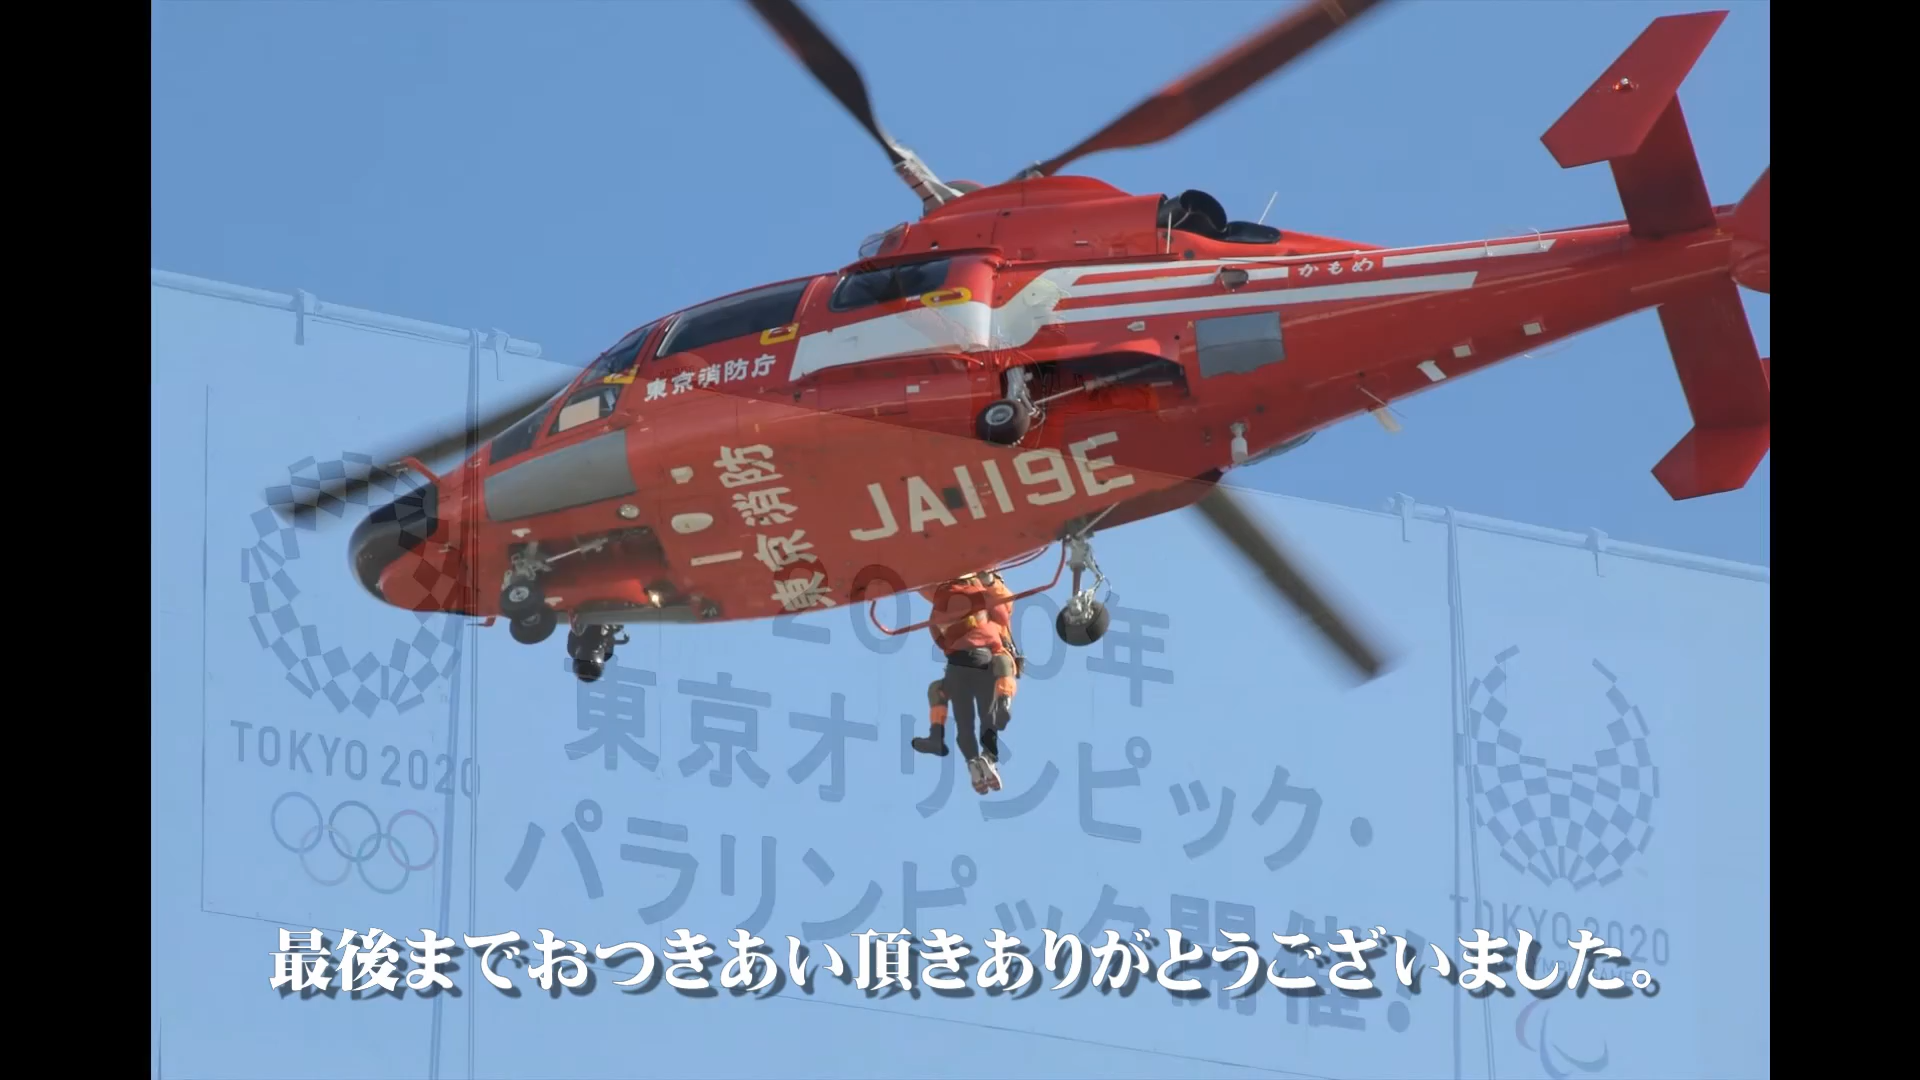 かもめ
東京消防庁
東京消防
JA119E
2020年
東京オリンピック・
パラリンピック開催!
TOKYO 2020
TOKYO 2020
最後までおつきあい頂きありがとうございました。